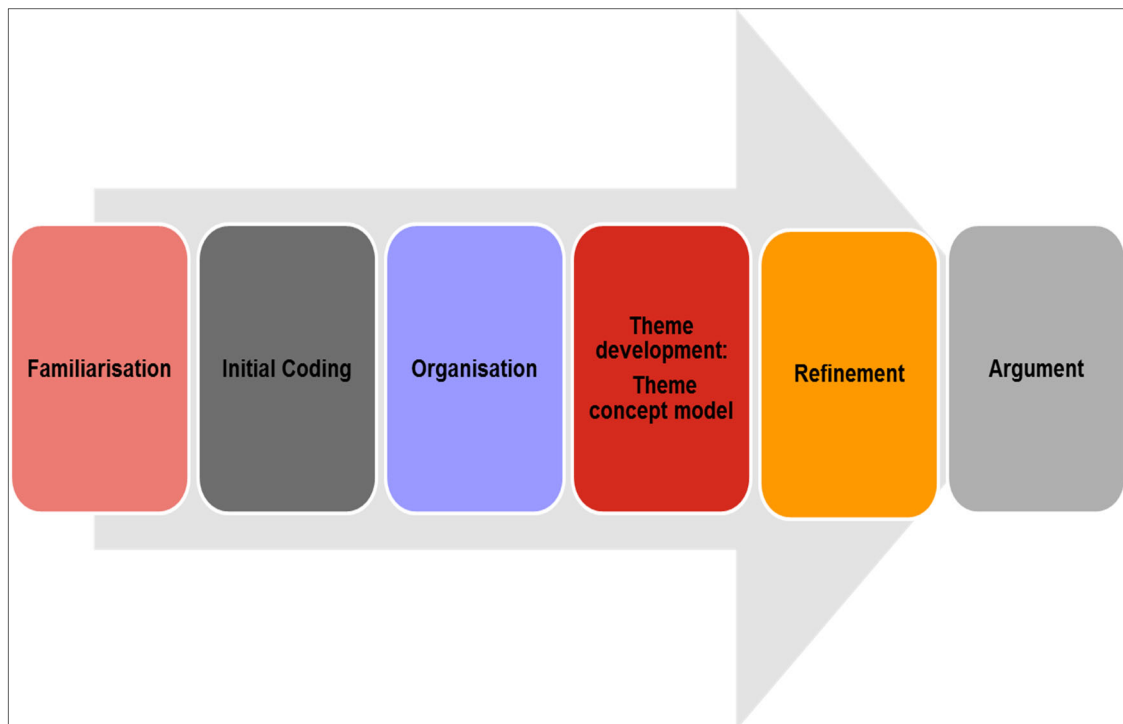 Familiarisation
Initial Coding
Organisation
Theme
development:
Theme
concept model
Refinement
Argument